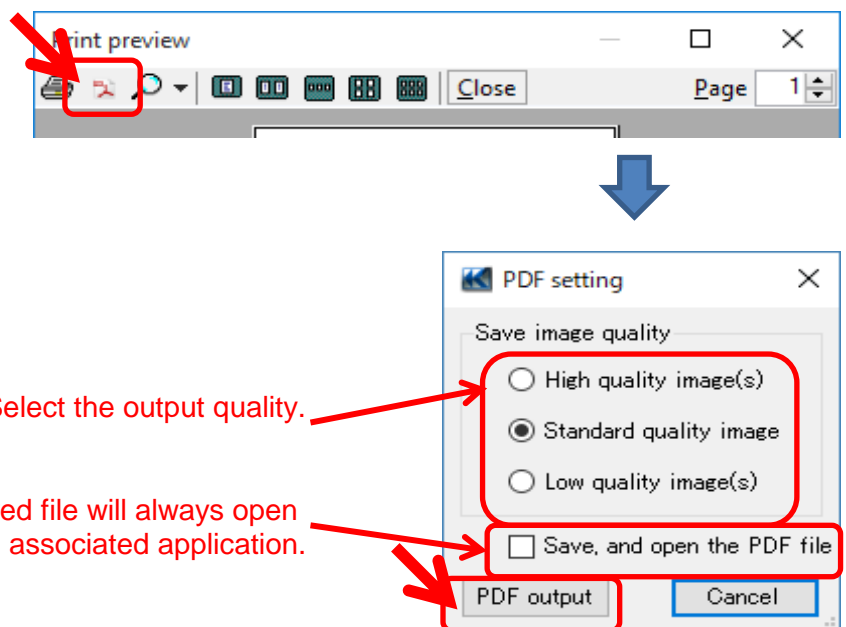 Print preview
Close
Page
1
PDF setting
Save image quality
High quality image(s)
Select the output quality.
Standard quality image
Low quality image(s)
ed file will always open
associated application.
Save, and open the PDF file
PDF output
Cancel